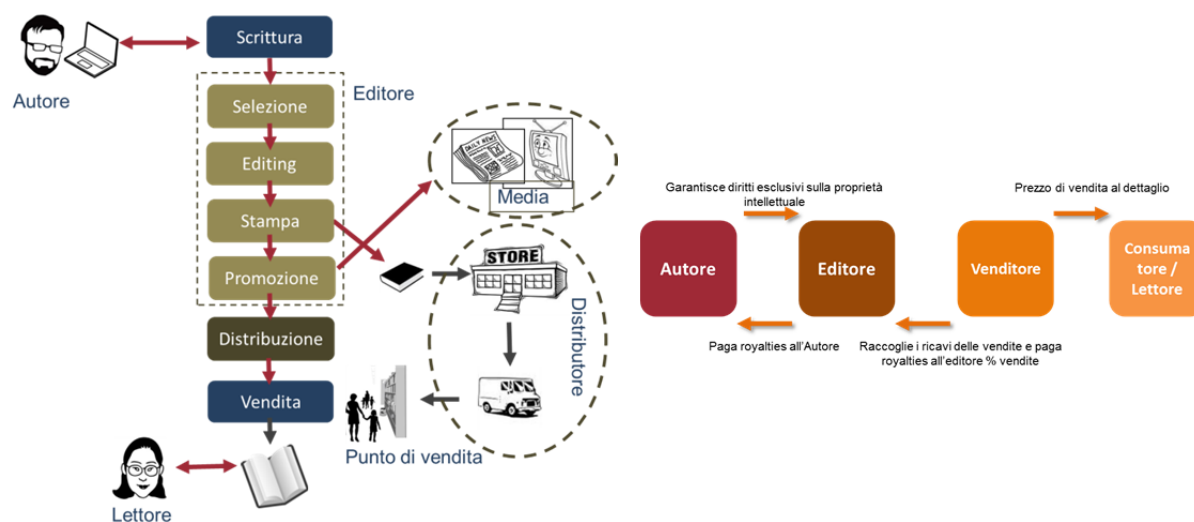 Scrittura
Autore
Editore
Selezione
Editing
Stampa
Promozione
Distribuzione
Vendita
Lettore
DAILY NEWS
Media
STORE
Distributore
Punto di vendita
Garantisce diritti esclusivi sulla proprietà
intellettuale
Prezzo di vendita al dettaglio
Autore
Editore
Venditore
Consuma
tore /
Lettore
Paga royalties all'Autore
Raccoglie i ricavi delle vendite e paga
royalties all'editore % vendite